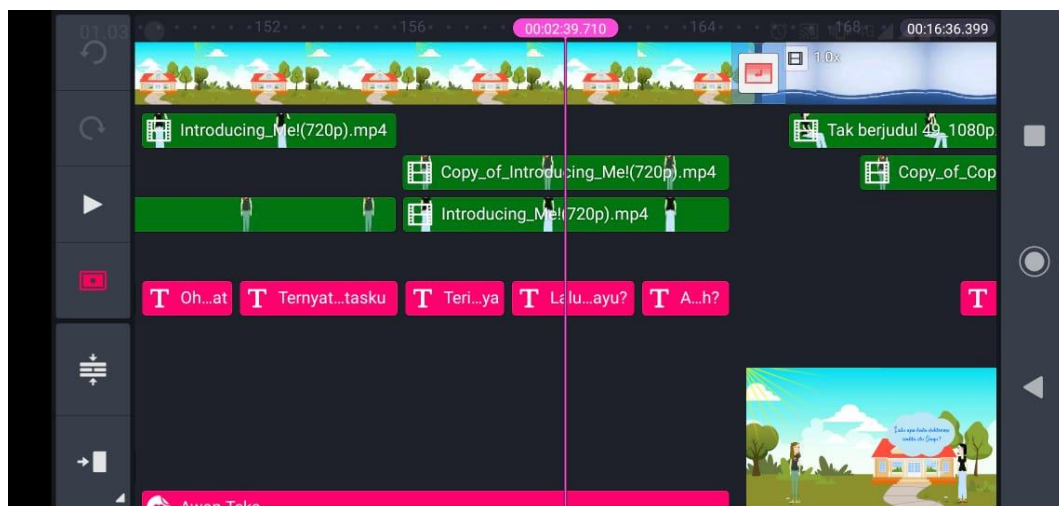 01.03
152
156
00:02:39.710
164
168
00:16:36.399
1.0x
Introducing_Me!(720p).mp4
Tak berjudul 49_1080p
Copy_of_Introducing_Me!(720p).mp4
Copy_of_Cop
Introducing_Me!(720p).mp4
T Oh...at
T Ternyat...tasku
T Teri...ya
T Lalu...ayu?
T A...h?
T
Awan Teks